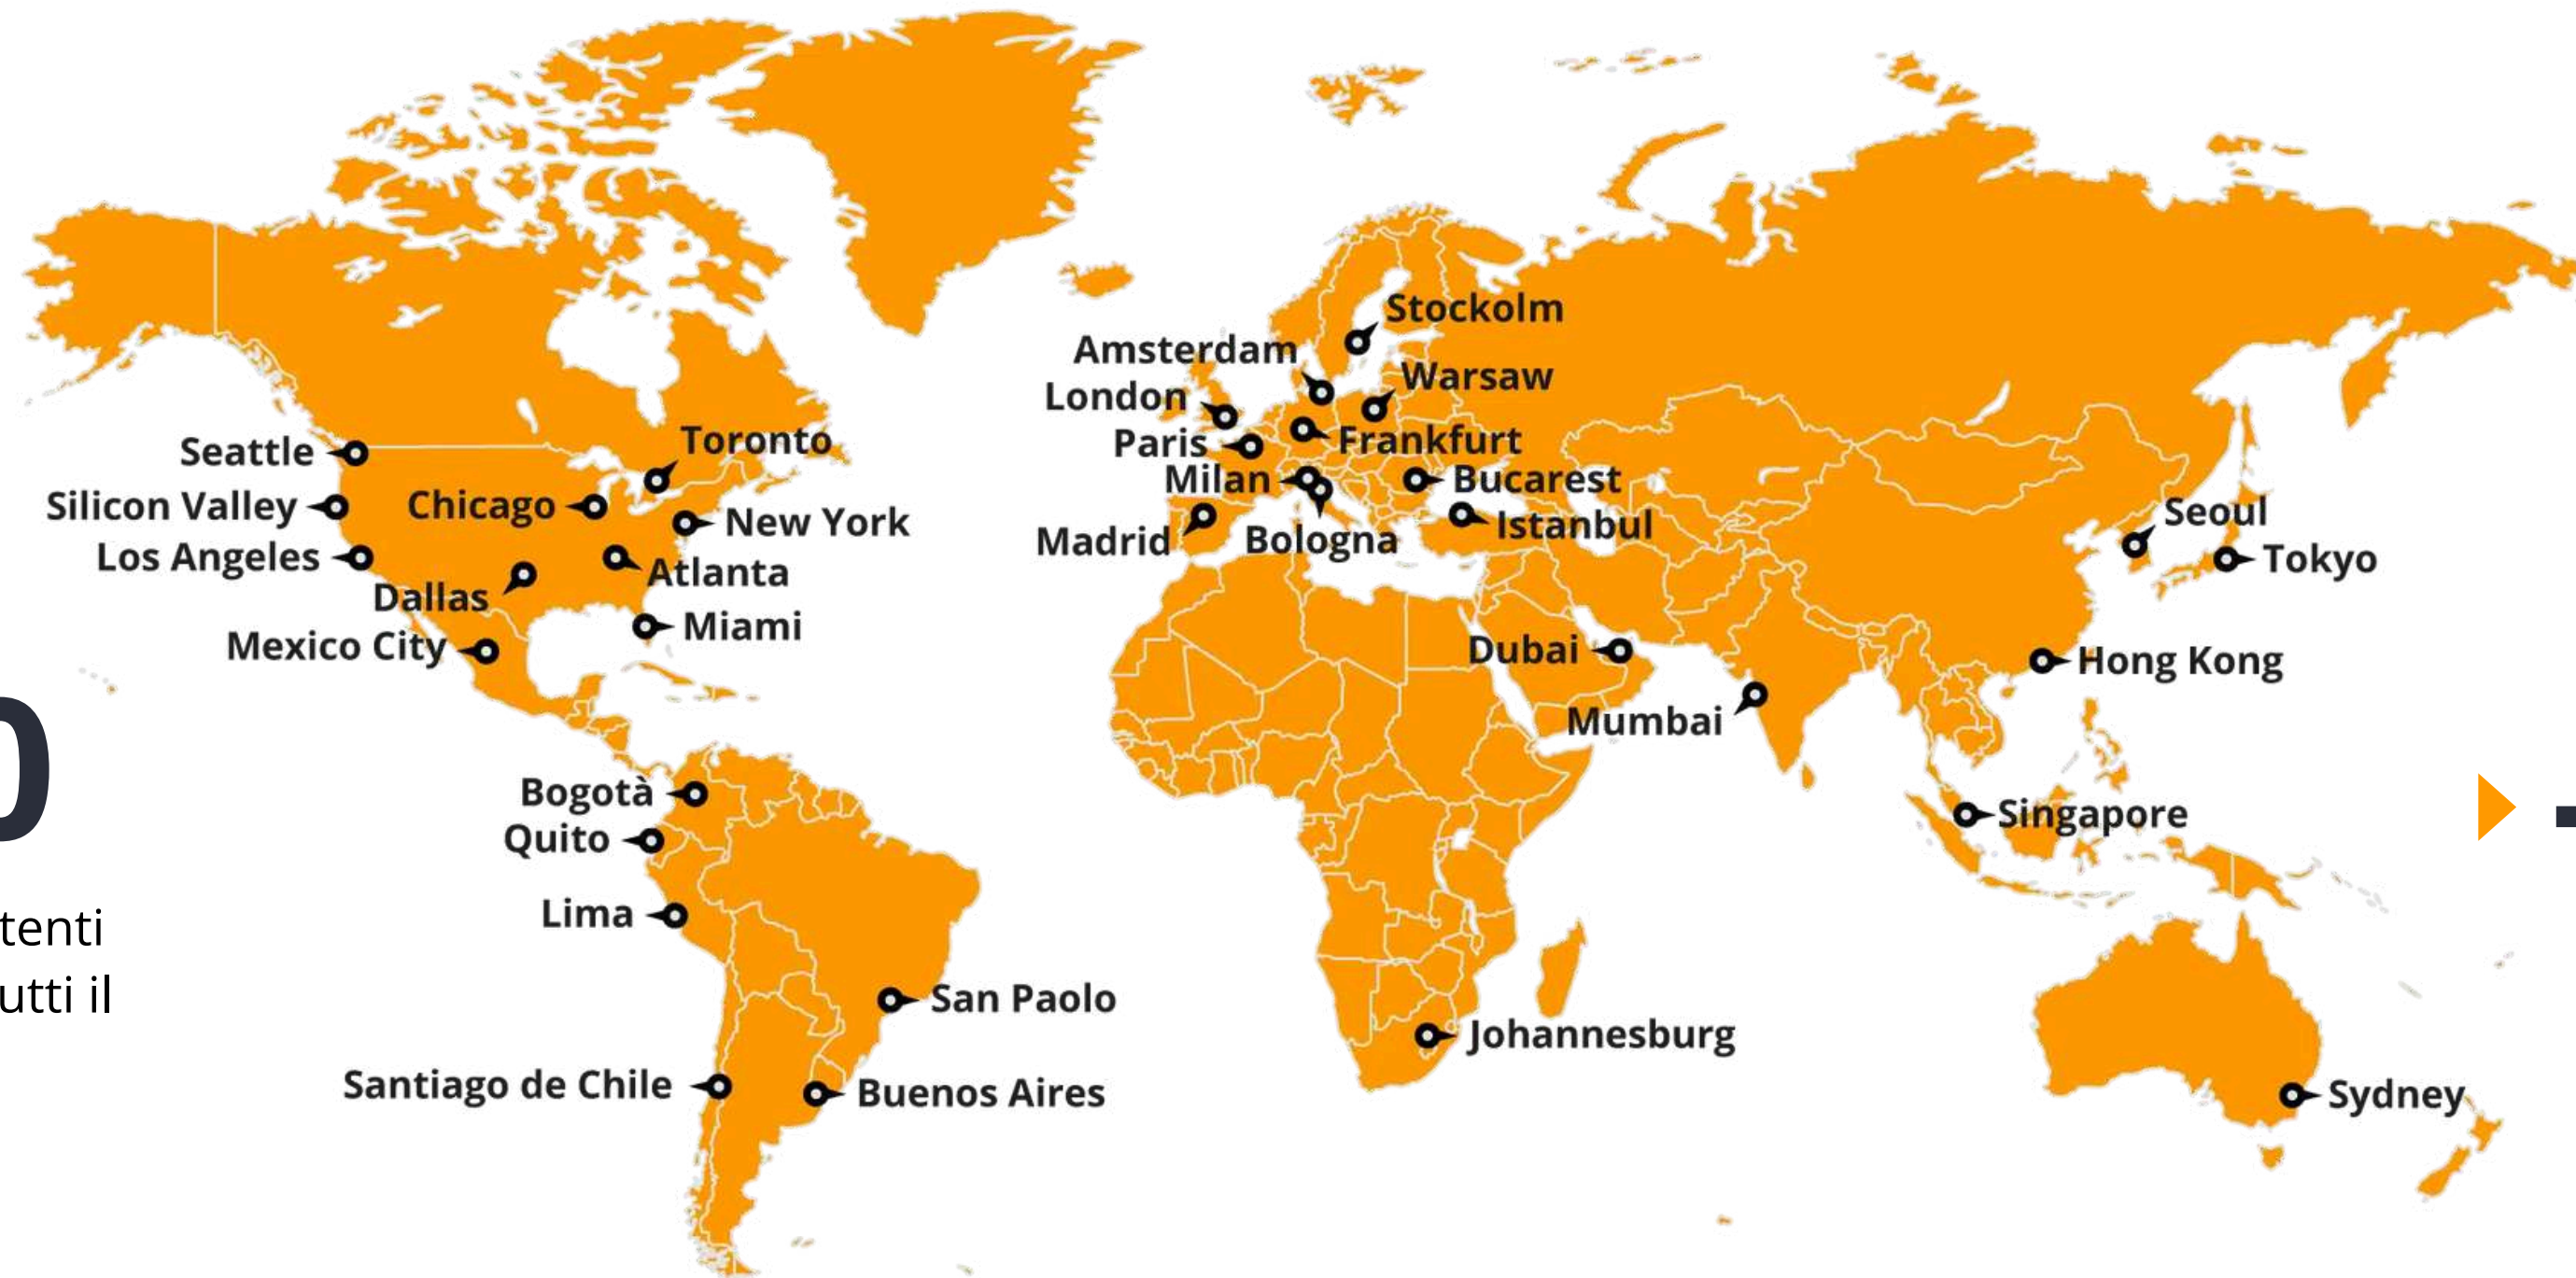 Stockolm
Amsterdam
Warsaw
London
Frankfurt
Paris
Milan
Bucarest
Madrid
Bologna
Istanbul
Toronto
Seattle
Silicon Valley
Chicago
New York
Los Angeles
Atlanta
Dallas
Miami
Mexico City
Seoul
Tokyo
Dubai
Hong Kong
Mumbai
0
Bogotà
Quito
Singapore
Lima
tenti
utti il
San Paolo
Johannesburg
Santiago de Chile
Buenos Aires
Sydney